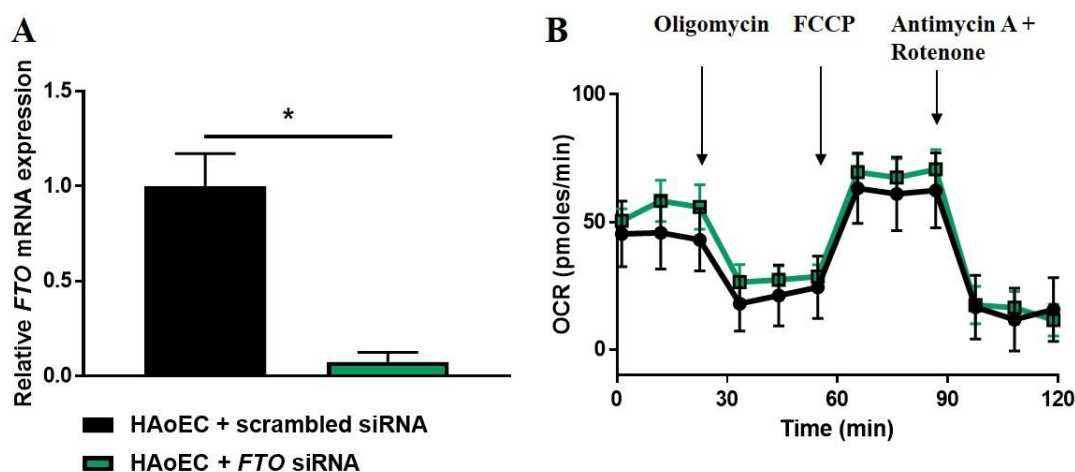 A
Relative FTO mRNA expression
1.5
1.0
0.5
0.0
*
HAoEC + scrambled siRNA
HAoEC + FTO siRNA
B
Oligomycin
FCCP
Antimycin A +
Rotenone
OCR (pmoles/min)
100
50
0
0
30
60
90
120
Time (min)